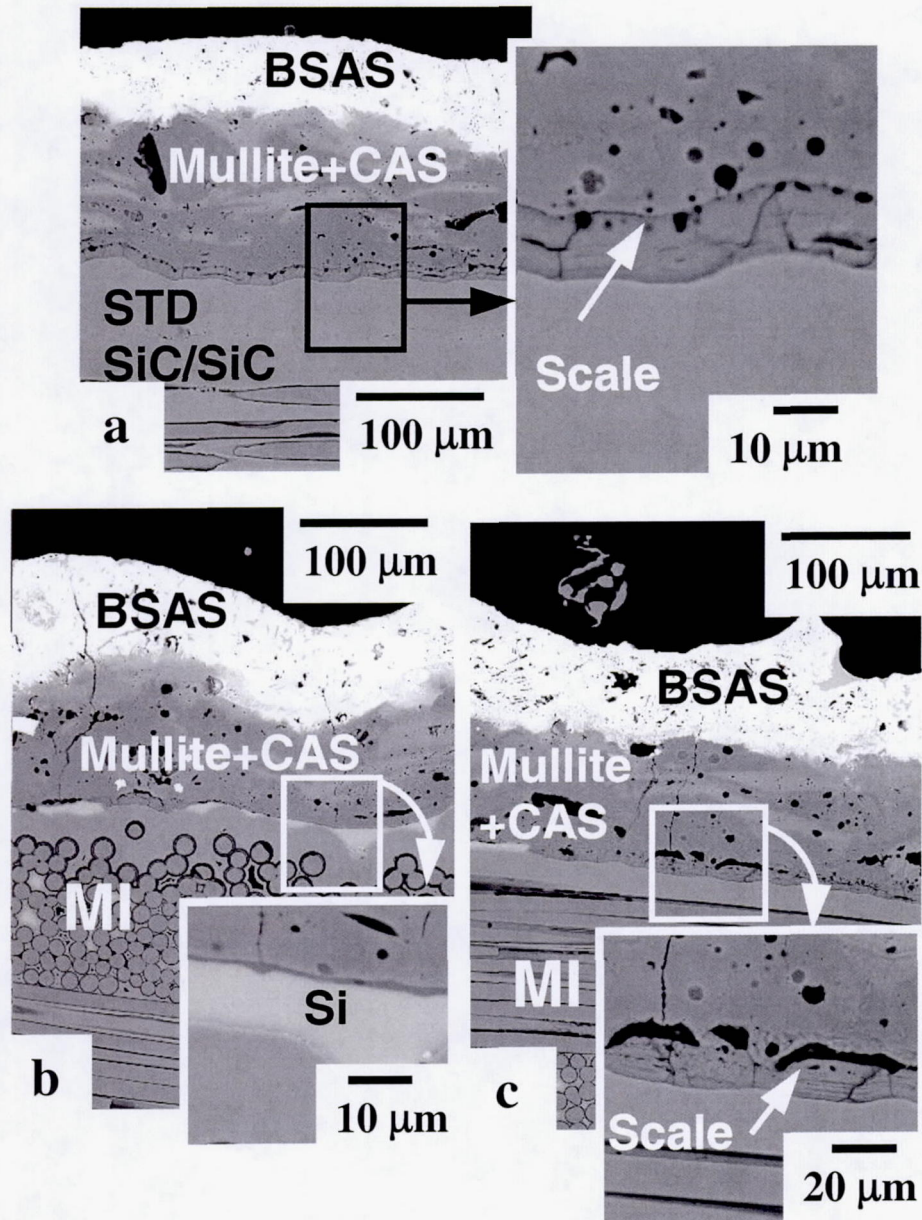 BSAS
Mullite+CAS
STD
SiC/SiC
a
100 μm
Scale
10 μm
100 μm
BSAS
Mullite+CAS
MI
Si
b
10 μm
100 μm
BSAS
Mullite
+CAS
MI
c
Scale
20 μm